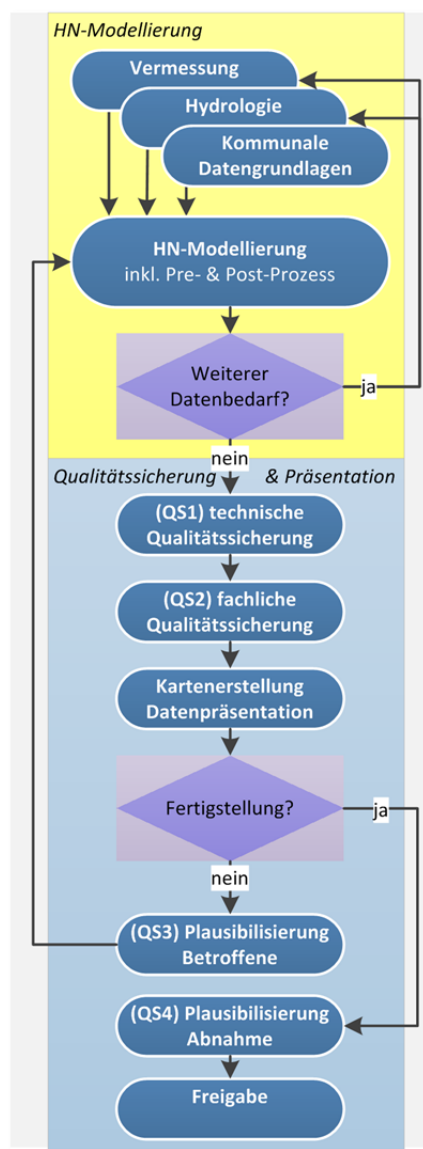 HN-Modellierung
Vermessung
Hydrologie
Kommunale
Datengrundlagen
HN-Modellierung
inkl. Pre- & Post-Prozess
Weiterer
Datenbedarf?
ja
nein
Qualitätssicherung & Präsentation
(QS1) technische
Qualitätssicherung
(QS2) fachliche
Qualitätssicherung
Kartenerstellung
Datenpräsentation
Fertigstellung?
ja
nein
(QS3) Plausibilisierung
Betroffene
(QS4) Plausibilisierung
Abnahme
Freigabe